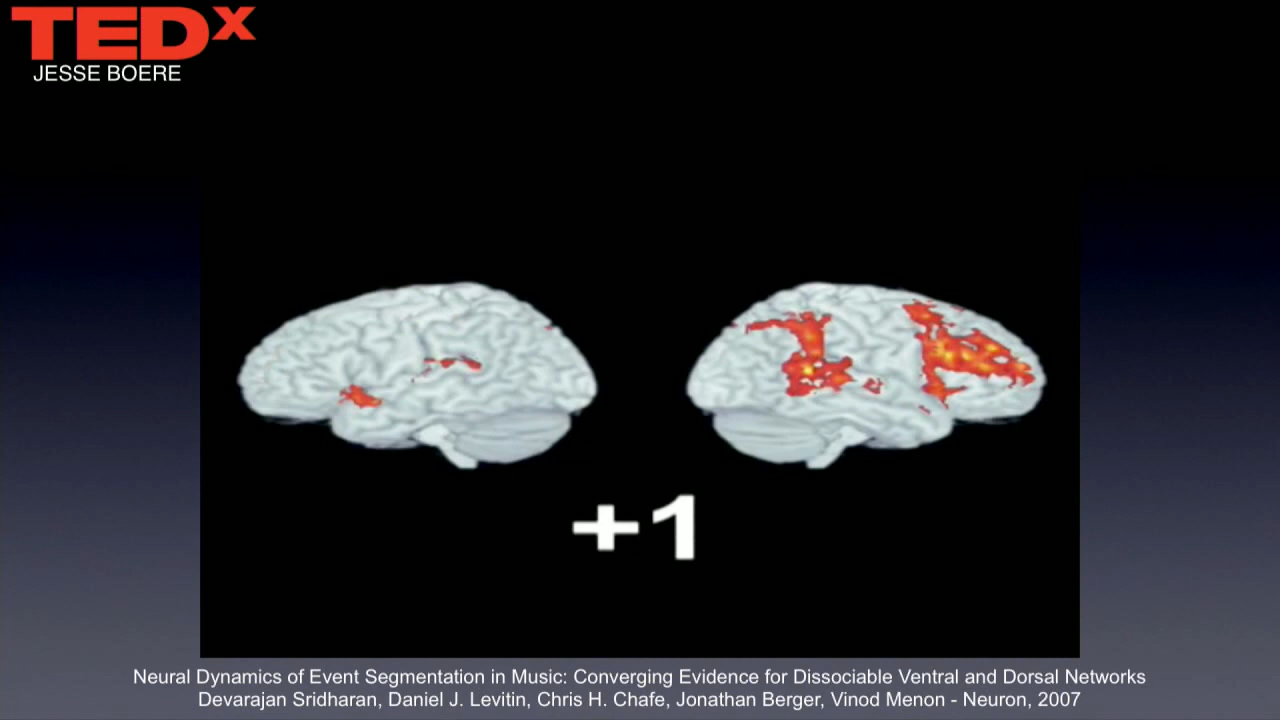 TEDx
JESSE BOERE
+1
Neural Dynamics of Event Segmentation in Music: Converging Evidence for Dissociable Ventral and Dorsal Networks
Devarajan Sridharan, Daniel J. Levitin, Chris H. Chafe, Jonathan Berger, Vinod Menon - Neuron, 2007